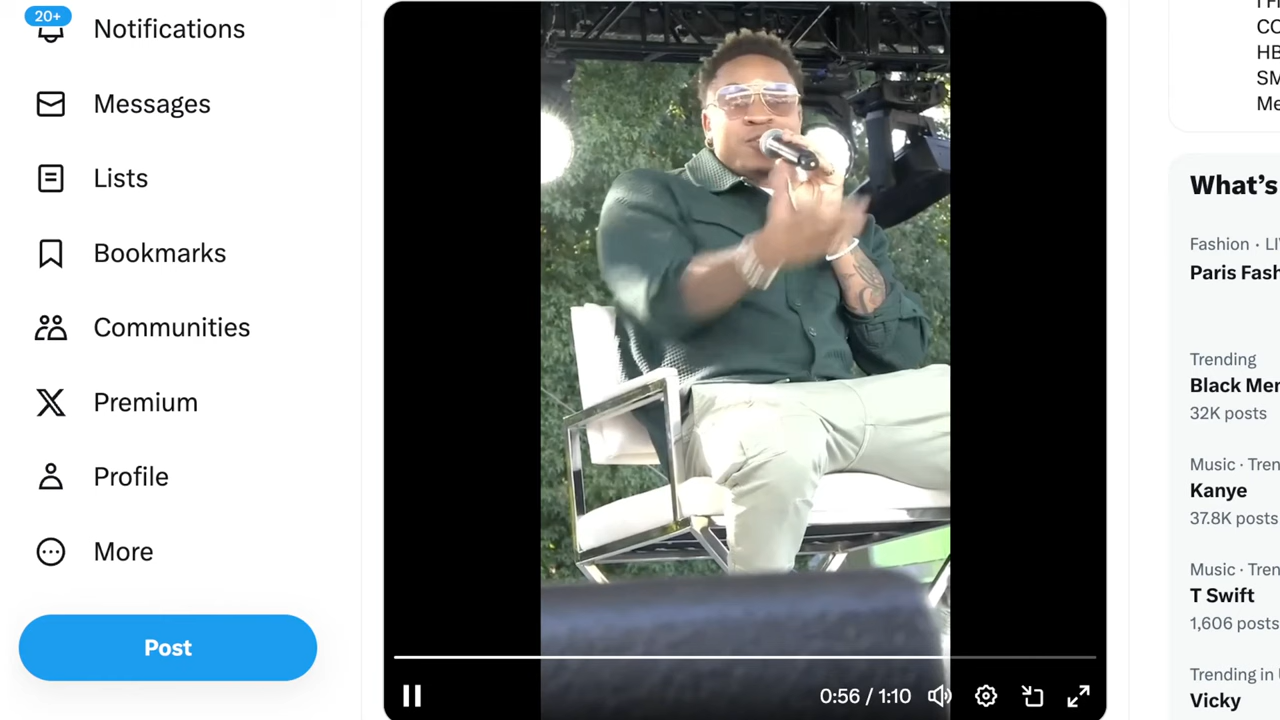 20+
Notifications
Messages
Lists
Bookmarks
Communities
Premium
Profile
More
Post
0:56 / 1:10
CO
HB
SM
Me
What's
Fashion · LI
Paris Fash
Trending
Black Mer
32K posts
Music · Tren
Kanye
37.8K posts
Music · Tren
T Swift
1,606 posts
Trending in
Vicky